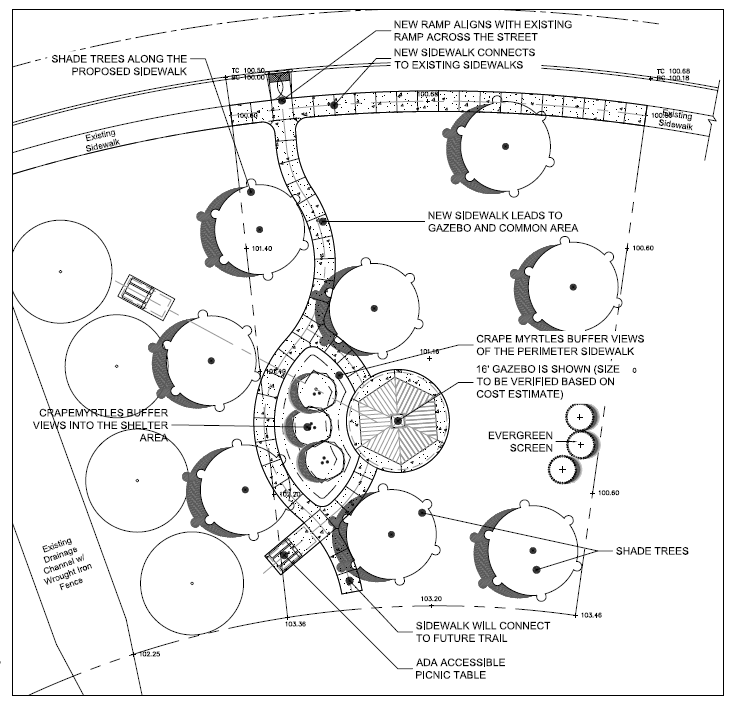 NEW RAMP ALIGNS WITH EXISTING
RAMP ACROSS THE STREET
NEW SIDEWALK CONNECTS
TO EXISTING SIDEWALKS
SHADE TREES ALONG THE
PROPOSED SIDEWALK
TC 100.50
100.00
TC 100.68
BC 100.18
Existing
Sidewalk
Existing
Sidewalk
NEW SIDEWALK LEADS TO
GAZEBO AND COMMON AREA
101.40
100.60
CRAPE MYRTLES BUFFER VIEWS
OF THE PERIMETER SIDEWALK
101.16
16' GAZEBO IS SHOWN (SIZE
TO BE VERIFIED BASED ON
COST ESTIMATE)
CRAPEMYRTLES BUFFER
VIEWS INTO THE SHELTER
AREA
EVERGREEN
SCREEN
100.60
Existing
Drainage
Channel w/
Wrought Iron
Fence
SHADE TREES
103.20
103.46
103.36
SIDEWALK WILL CONNECT
TO FUTURE TRAIL
102.25
ADA ACCESSIBLE
PICNIC TABLE